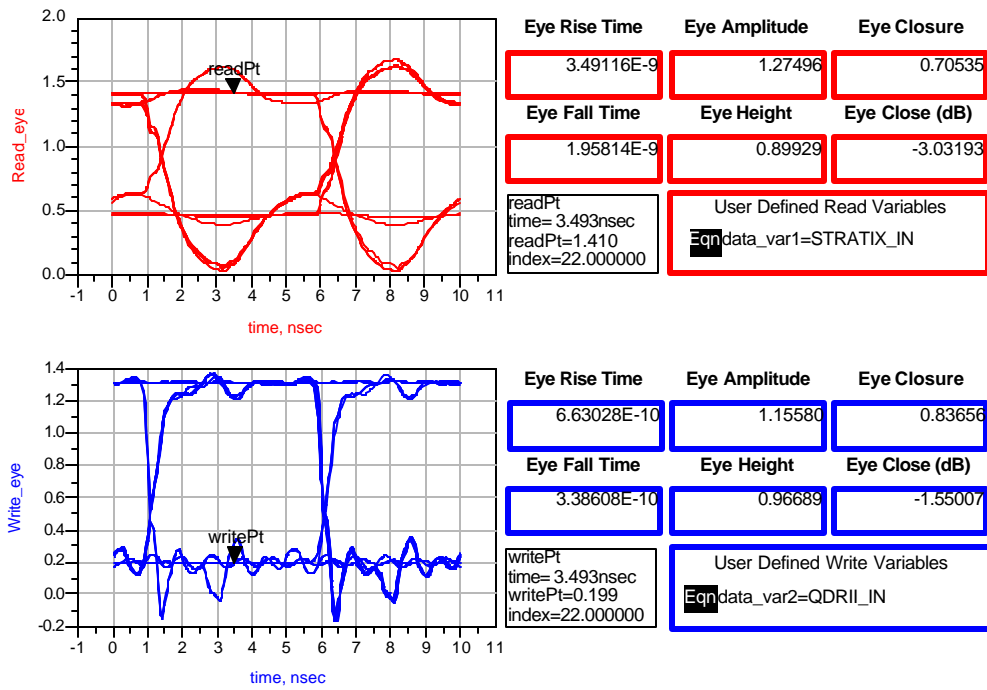 2.0
1.5
1.0
0.5
0.0
Read_eye
readPt
-1 0 1 2 3 4 5 6 7 8 9 10 11
time, nsec
Eye Rise Time Eye Amplitude Eye Closure
3.49116E-9 1.27496 0.70535
Eye Fall Time Eye Height Eye Close (dB)
1.95814E-9 0.89929 -3.03193
readPt
time= 3.493nsec
readPt=1.410
index=22.000000
User Defined Read Variables
Eqn data_var1=STRATIX_IN
1.4
1.2
1.0
0.8
0.6
0.4
0.2
0.0
-0.2
Write_eye
writePt
-1 0 1 2 3 4 5 6 7 8 9 10 11
time, nsec
Eye Rise Time Eye Amplitude Eye Closure
6.63028E-10 1.15580 0.83656
Eye Fall Time Eye Height Eye Close (dB)
3.38608E-10 0.96689 -1.55007
writePt
time= 3.493nsec
writePt=0.199
index=22.000000
User Defined Write Variables
Eqn data_var2=QDRII_IN